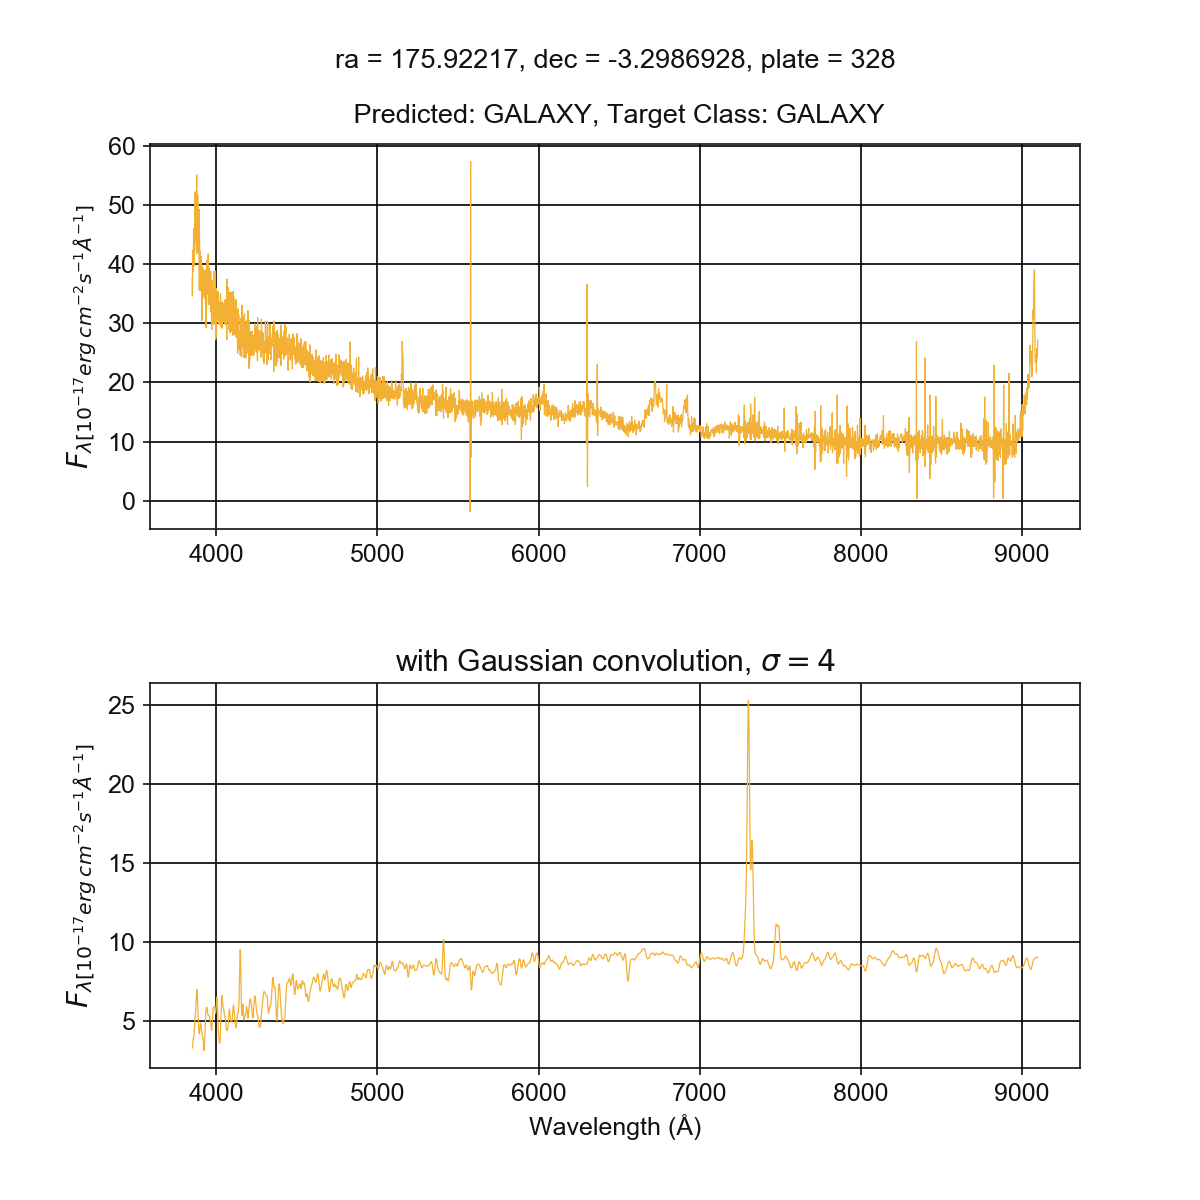 ra = 175.92217, dec = -3.2986928, plate = 328
Predicted: GALAXY, Target Class: GALAXY
60
50
40
30
20
10
0
F_λ[10^−17 erg cm^−2 s^−1 Å^−1]
4000 5000 6000 7000 8000 9000
with Gaussian convolution, σ = 4
25
20
15
10
5
F_λ[10^−17 erg cm^−2 s^−1 Å^−1]
4000 5000 6000 7000 8000 9000
Wavelength (Å)